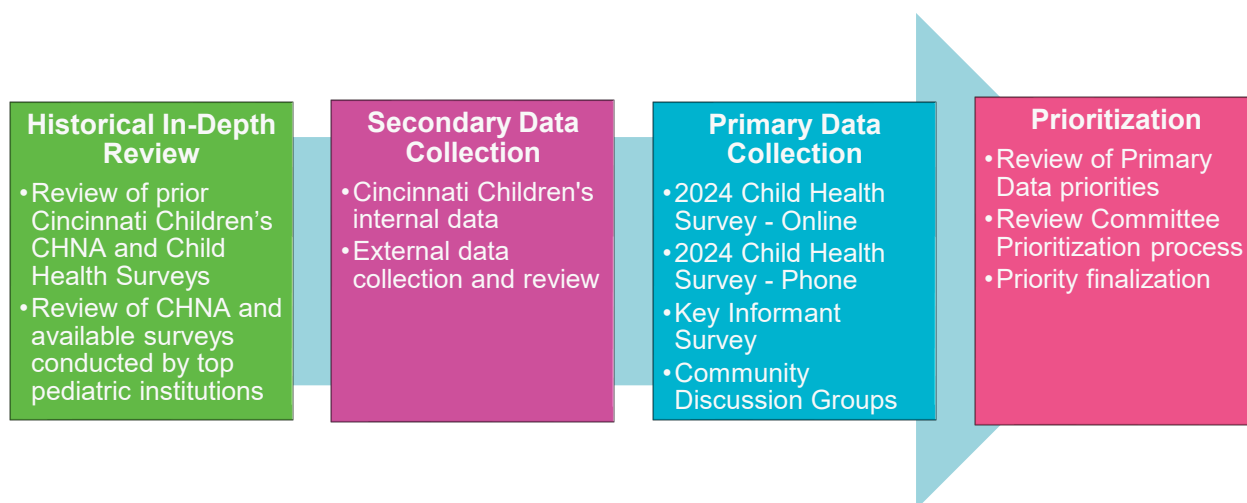 Historical In-Depth
Review
•Review of prior
Cincinnati Children’s
CHNA and Child
Health Surveys
•Review of CHNA and
available surveys
conducted by top
pediatric institutions
Secondary Data
Collection
•Cincinnati Children's
internal data
•External data
collection and review
Primary Data
Collection
•2024 Child Health
Survey - Online
•2024 Child Health
Survey - Phone
•Key Informant
Survey
•Community
Discussion Groups
Prioritization
•Review of Primary
Data priorities
•Review Committee
Prioritization process
•Priority finalization